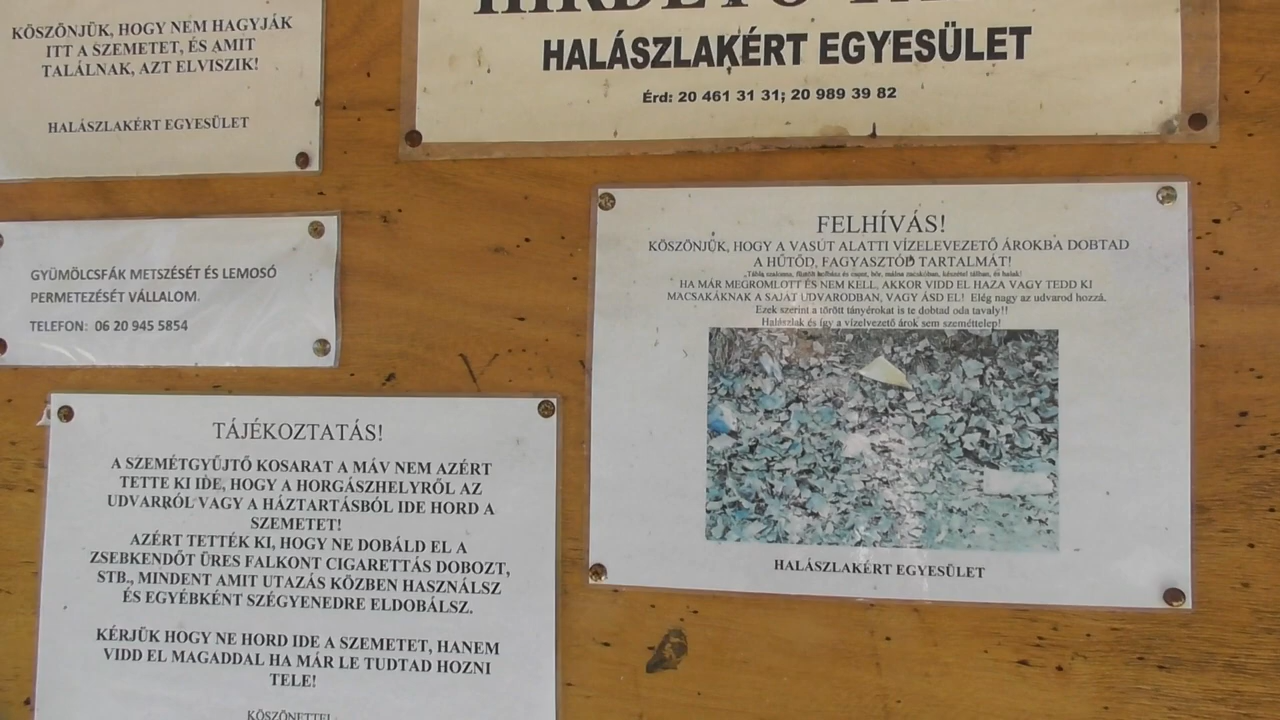 KÖSZÖNJÜK, HOGY NEM HAGYJÁK
ITT A SZEMETET, ÉS AMIT
TALÁLNAK, AZT ELVISZIK!
HALÁSZLAKÉRT EGYESÜLET
HALÁSZLAKÉRT EGYESÜLET
Érd: 20 461 31 31; 20 989 39 82
GYÜMÖLCSFÁK METSZÉSÉT ÉS LEMOSÓ
PERMETEZÉSÉT VÁLLALOM.
TELEFON: 06 20 945 5854
FELHÍVÁS!
KÖSZÖNJÜK, HOGY A VASÚT ALATTI VÍZELEVEZETŐ ÁROKBA DOBTAD
A HŰTŐD, FAGYASZTÓD TARTALMÁT!
HA MÁR MEGROMLOTT ÉS NEM KELL, AKKOR VIDD EL HAZA VAGY TEDD KI
MACSAKÁKNAK A SAJÁT UDVARODBAN, VAGY ÁSD EL! Elég nagy az udvarod hozzá.
Ezek szerint a törött tányérokat is te dobtad oda tavaly!!
Halászlak és így a vízelvezető árok sem szeméttelep!
HALÁSZLAKÉRT EGYESÜLET
TÁJÉKOZTATÁS!
A SZEMÉTGYŰJTŐ KOSARAT A MÁV NEM AZÉRT
TETTE KI IDE, HOGY A HORGÁSZHELYRŐL AZ
UDVARRÓL VAGY A HÁZTARTÁSBÓL IDE HORD A
SZEMETET!
AZÉRT TETTÉK KI, HOGY NE DOBÁLD EL A
ZSEBKENDŐT ÜRES FALKONT CIGARETTÁS DOBOZT,
STB., MINDENT AMIT UTAZÁS KÖZBEN HASZNÁLSZ
ÉS EGYÉBKÉNT SZÉGYENEDRE ELDOBÁLSZ.
KÉRJÜK HOGY NE HORD IDE A SZEMETET, HANEM
VIDD EL MAGADDAL HA MÁR LE TUDTAD HOZNI
TELE!
KÖSZÖNETTEL